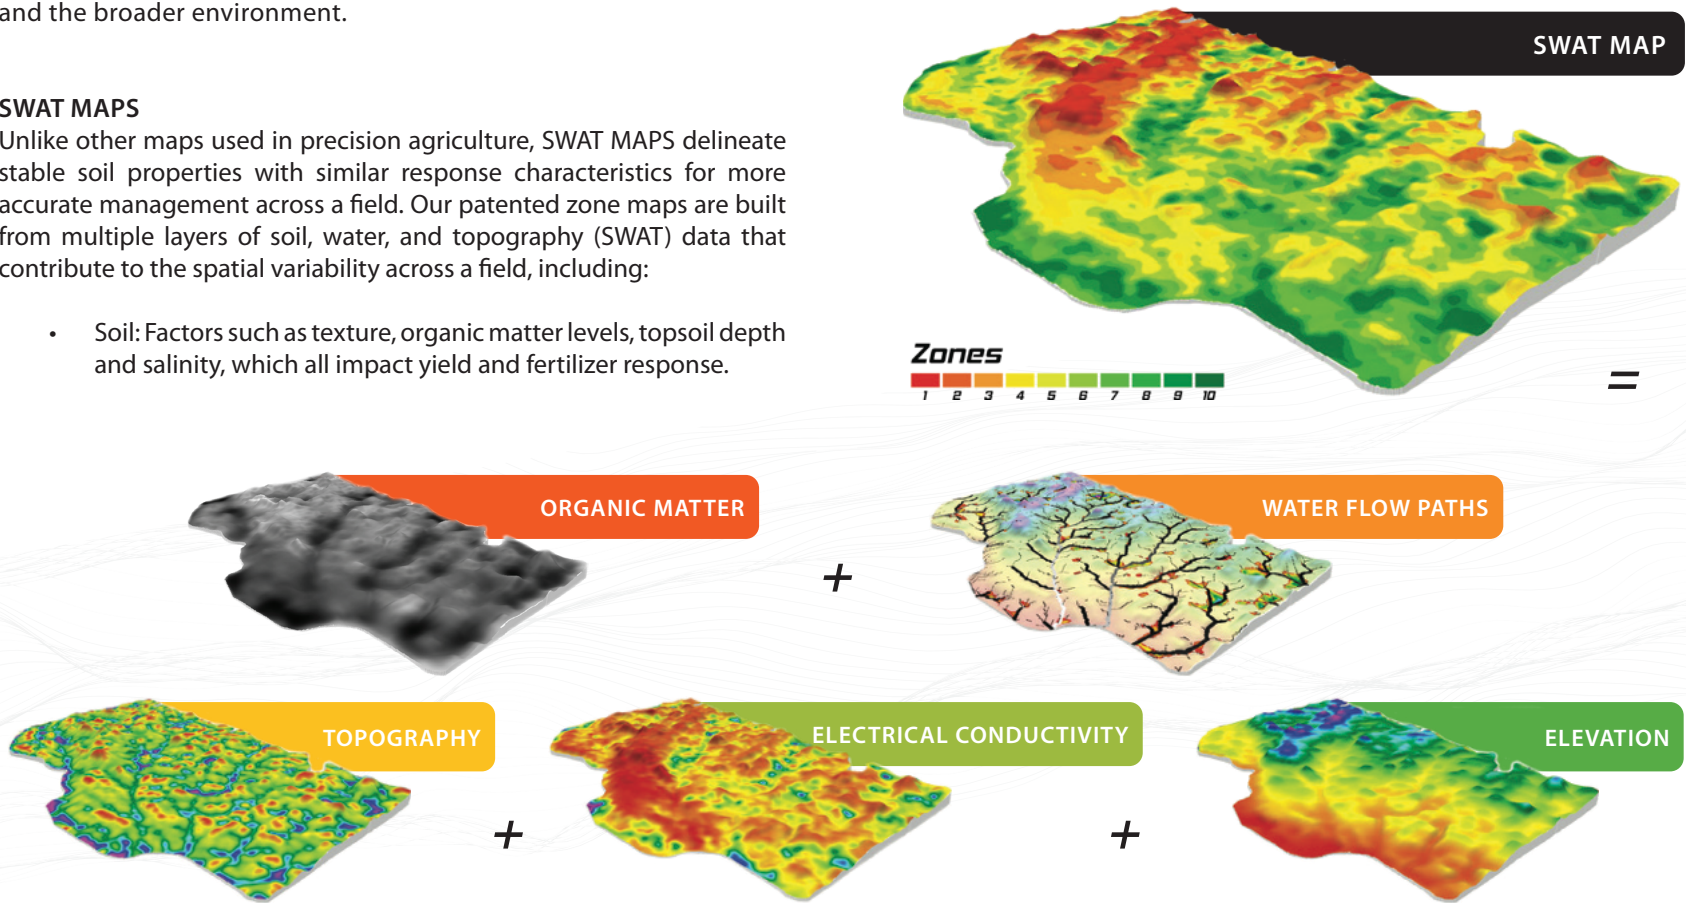 and the broader environment.
SWAT MAPS
Unlike other maps used in precision agriculture, SWAT MAPS delineate
stable soil properties with similar response characteristics for more
accurate management across a field. Our patented zone maps are built
from multiple layers of soil, water, and topography (SWAT) data that
contribute to the spatial variability across a field, including:
• Soil: Factors such as texture, organic matter levels, topsoil depth
and salinity, which all impact yield and fertilizer response.
SWAT MAP
Zones
1 2 3 4 5 6 7 8 9 10
=
ORGANIC MATTER
+
WATER FLOW PATHS
TOPOGRAPHY
+
ELECTRICAL CONDUCTIVITY
+
ELEVATION